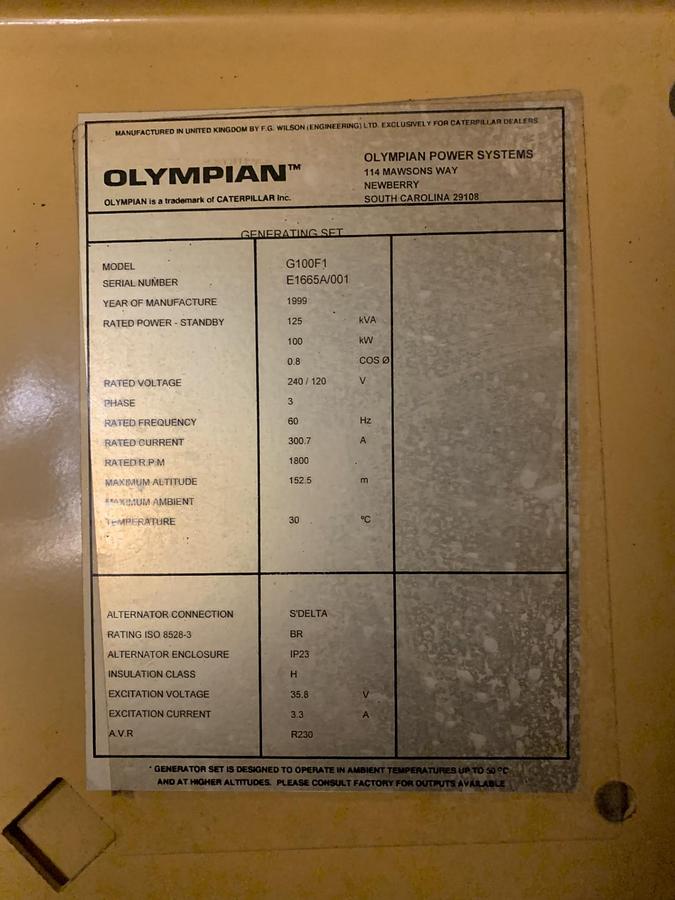 MANUFACTURED IN UNITED KINGDOM BY F.G. WILSON (ENGINEERING) LTD. EXCLUSIVELY FOR CATERPILLAR DEALERS
OLYMPIAN™
OLYMPIAN is a trademark of CATERPILLAR Inc.
OLYMPIAN POWER SYSTEMS
114 MAWSONS WAY
NEWBERRY
SOUTH CAROLINA 29108
GENERATING SET
MODEL G100F1
SERIAL NUMBER E1665A/001
YEAR OF MANUFACTURE 1999
RATED POWER - STANDBY 125 kVA
100 kW
0.8 COS Ø
RATED VOLTAGE 240 / 120 V
PHASE 3
RATED FREQUENCY 60 Hz
RATED CURRENT 300.7 A
RATED R.P.M 1800
MAXIMUM ALTITUDE 152.5 m
MAXIMUM AMBIENT
TEMPERATURE 30 ºC
ALTERNATOR CONNECTION S'DELTA
RATING ISO 8528-3 BR
ALTERNATOR ENCLOSURE IP23
INSULATION CLASS H
EXCITATION VOLTAGE 35.8 V
EXCITATION CURRENT 3.3 A
A.V.R R230
* GENERATOR SET IS DESIGNED TO OPERATE IN AMBIENT TEMPERATURES UP TO 50 ºC
AND AT HIGHER ALTITUDES. PLEASE CONSULT FACTORY FOR OUTPUTS AVAILABLE